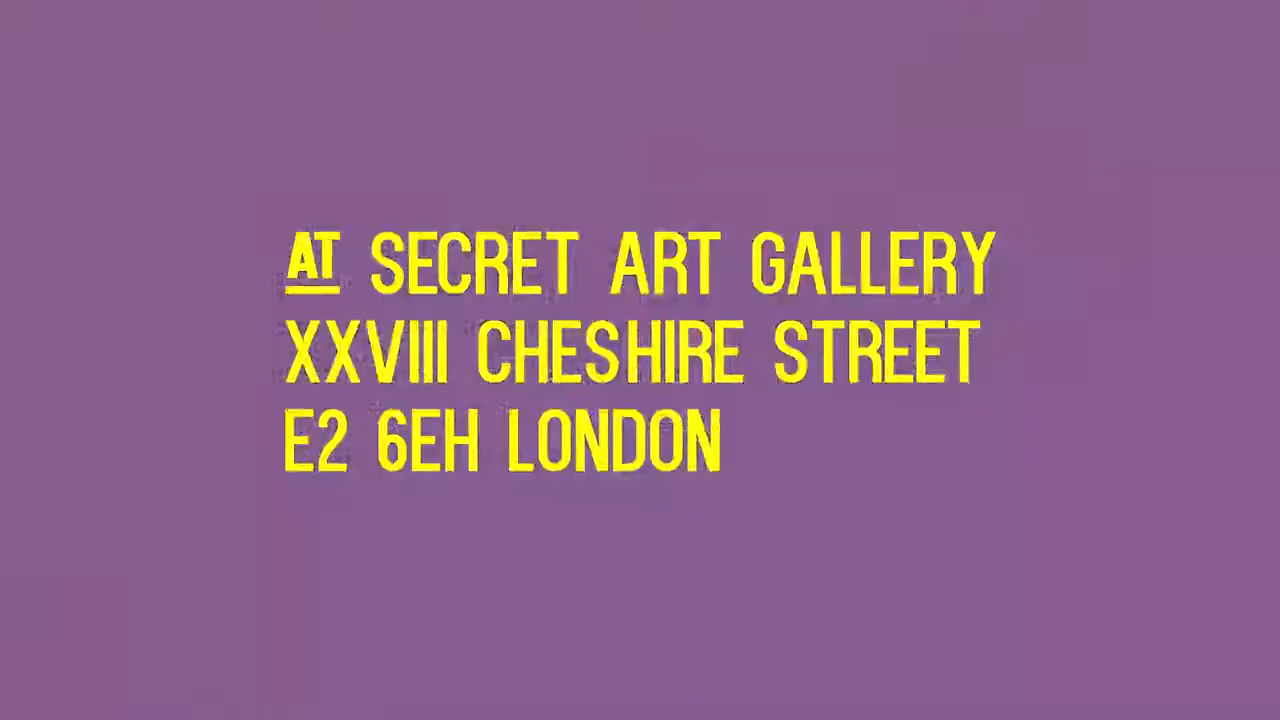 AT SECRET ART GALLERY
XXVIII CHESHIRE STREET
E2 6EH LONDON